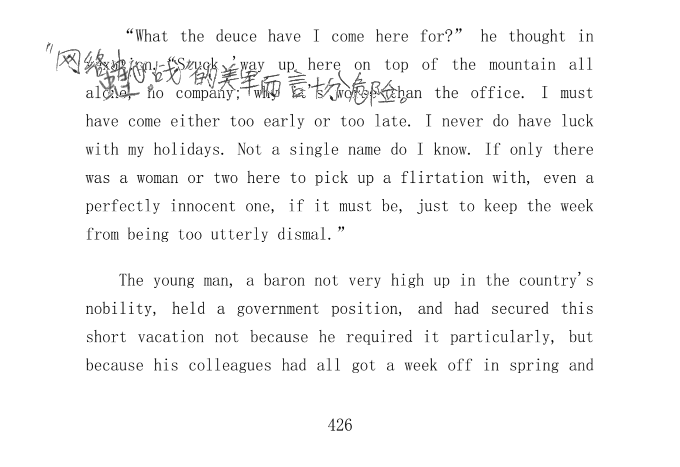 “What the deuce have I come here for?” he thought in
vexation. “Stuck 'way up here on top of the mountain all
alone, no company; why it's worse than the office. I must
have come either too early or too late. I never do have luck
with my holidays. Not a single name do I know. If only there
was a woman or two here to pick up a flirtation with, even a
perfectly innocent one, if it must be, just to keep the week
from being too utterly dismal.”
The young man, a baron not very high up in the country's
nobility, held a government position, and had secured this
short vacation not because he required it particularly, but
because his colleagues had all got a week off in spring and
426
"网络
的美军而言十分危险。